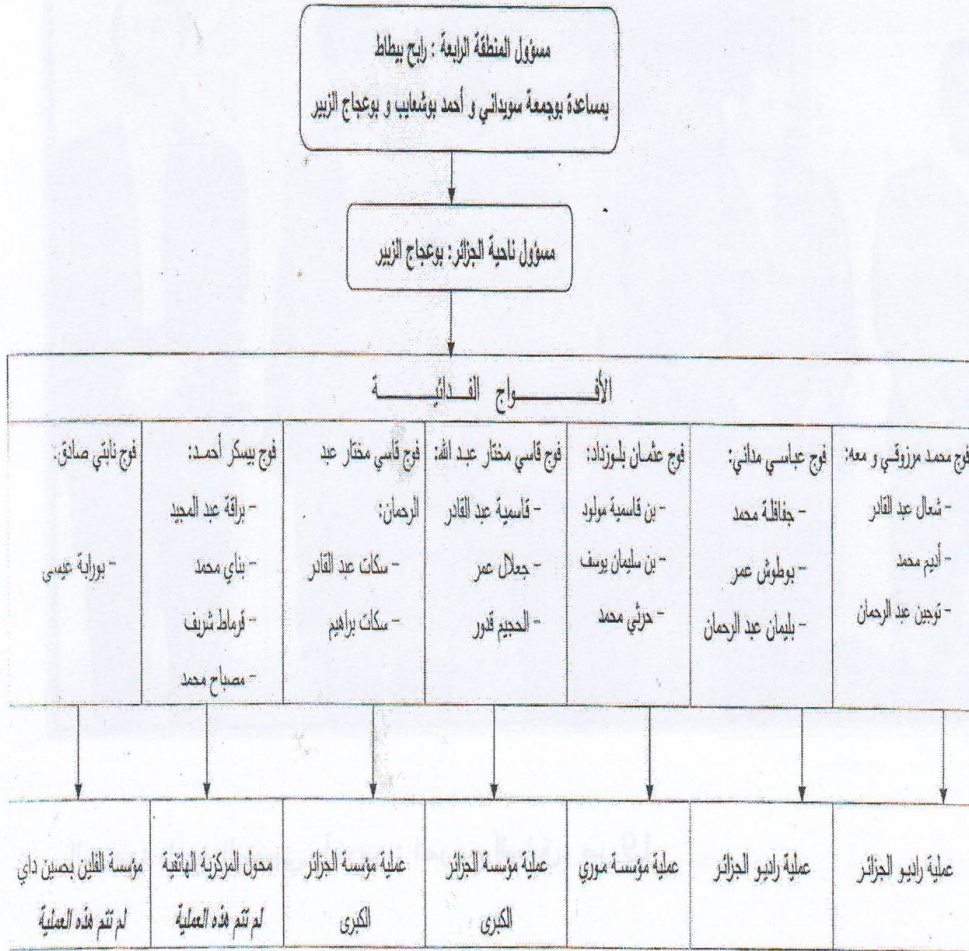 مسؤول المنطقة الرابعة : رابح بيطاط
بمساعدة بوجمعة سويداني و أحمد بوشعايب و بوعجاج الزبير
مسؤول ناحية الجزائر: بوعجاج الزبير
الأفـــــواج الفـدائيـــــة
فوج محمد مرزوقي و معه:
- شعال عبد القادر
- أديم محمد
- توجين عبد الرحمان
فوج عباسي مداني:
- جفافلة محمد
- بوطوش عمر
- بليمان عبد الرحمان
فوج عثمان بلوزداد:
- بن قاسمية مولود
- بن سليمان يوسف
- حرثي محمد
فوج قاسي مختار عبد الله:
- قاسمية عبد القادر
- جعلال عمر
- الحجيم قدور
فوج قاسي مختار عبد
الرحمان:
- سكات عبد القادر
- سكات براهيم
فوج بيسكر أحمد:
- براقة عبد المجيد
- بناي محمد
- قرماط شريف
- مصباح محمد
فوج نابتي صادق:
- بورابة عيسى
عملية راديو الجزائر
عملية راديو الجزائر
عملية مؤسسة موري
عملية مؤسسة الجزائر
الكبرى
عملية مؤسسة الجزائر
الكبرى
محول المركزية الهاتفية
لم تتم هذه العملية
مؤسسة الفلين بحسين داي
لم تتم هذه العملية